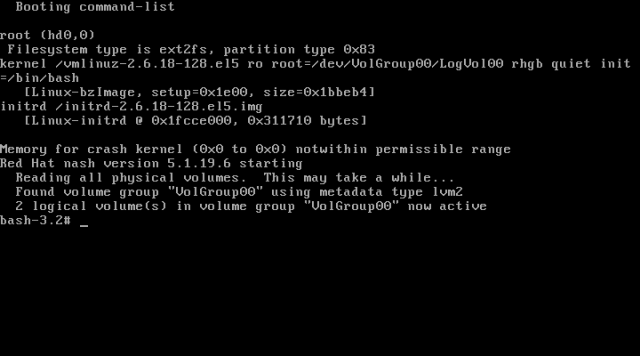 Booting command-list
root (hd0,0)
Filesystem type is ext2fs, partition type 0x83
kernel /vmlinuz-2.6.18-128.el5 ro root=/dev/VolGroup00/LogVol00 rhgb quiet init
=/bin/bash
[Linux-bzImage, setup=0x1e00, size=0x1bbeb4]
initrd /initrd-2.6.18-128.el5.img
[Linux-initrd @ 0x1fcce000, 0x311710 bytes]
Memory for crash kernel (0x0 to 0x0) notwithin permissible range
Red Hat nash version 5.1.19.6 starting
Reading all physical volumes.  This may take a while...
Found volume group "VolGroup00" using metadata type lvm2
2 logical volume(s) in volume group "VolGroup00" now active
bash-3.2# _